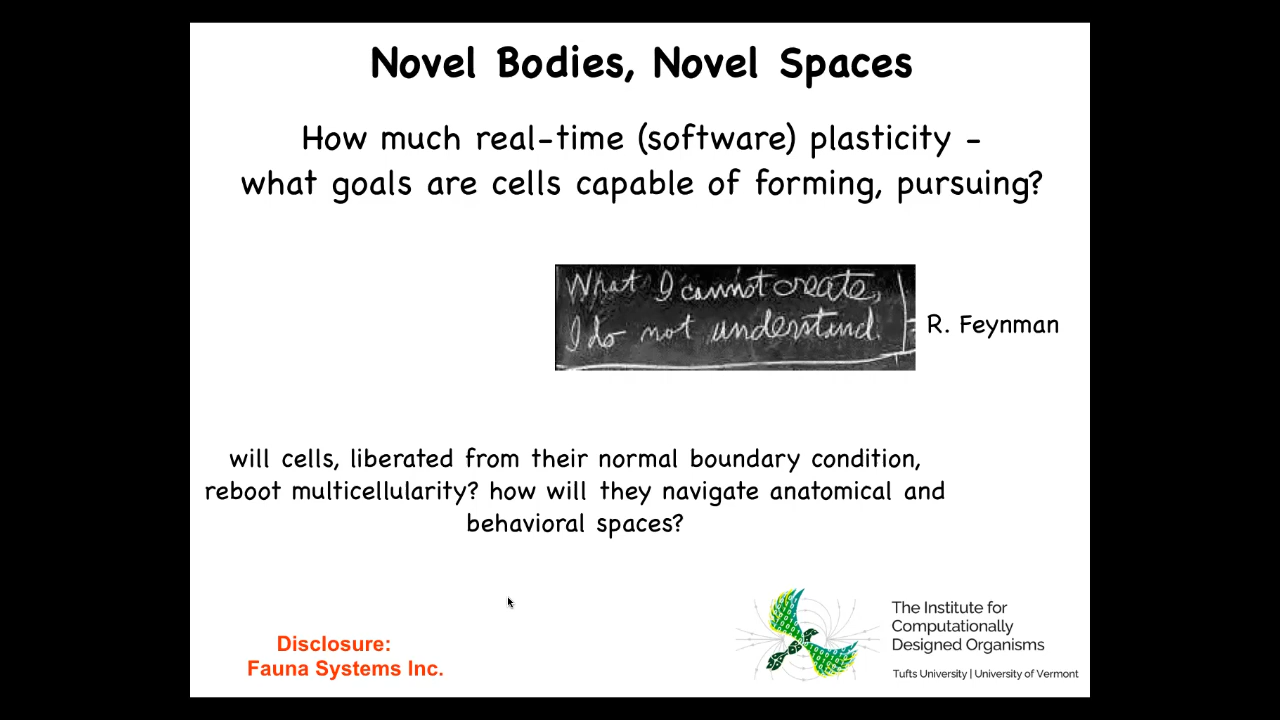 Novel Bodies, Novel Spaces
How much real-time (software) plasticity -
what goals are cells capable of forming, pursuing?
What I cannot create,
I do not understand.
R. Feynman
will cells, liberated from their normal boundary condition,
reboot multicellularity? how will they navigate anatomical and
behavioral spaces?
Disclosure:
Fauna Systems Inc.
The Institute for
Computationally
Designed Organisms
Tufts University | University of Vermont